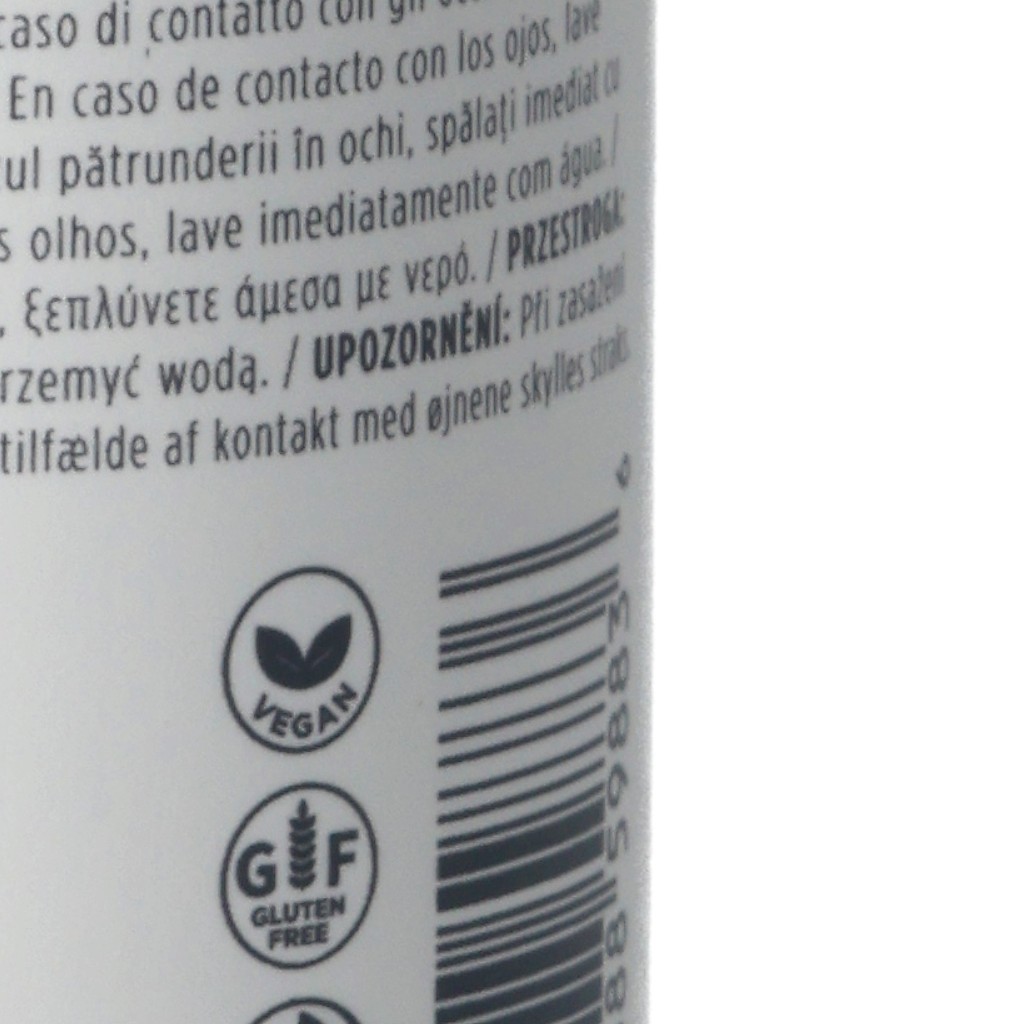 caso di contatto con gli
En caso de contacto con los ojos, lave
pătrunderii în ochi, spălați imediat cu
olhos, lave imediatamente com água. /
, ξεπλύνετε άμεσα με νερό. / PRZESTROGA:
wodą. / UPOZORNĚNÍ: Při zasažení
tilfælde af kontakt med øjnene skylles straks
VEGAN
GF
GLUTEN
FREE
59883